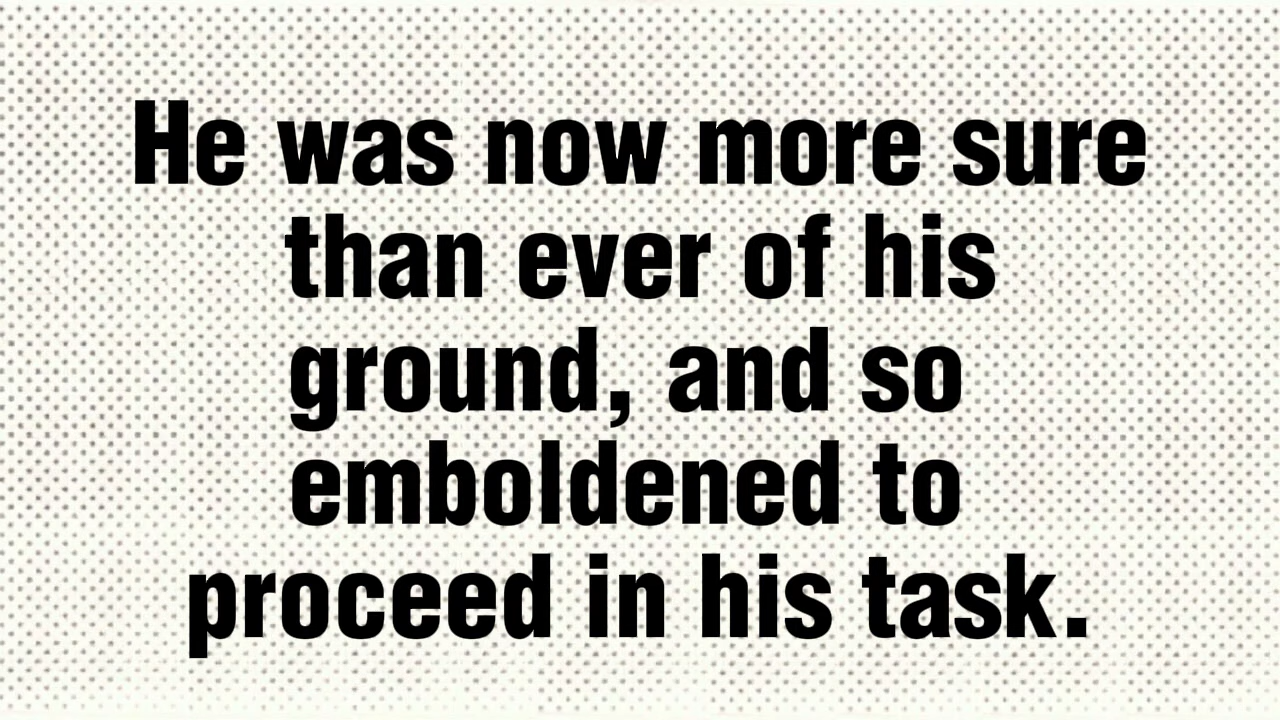 He was now more sure
than ever of his
ground, and so
emboldened to
proceed in his task.